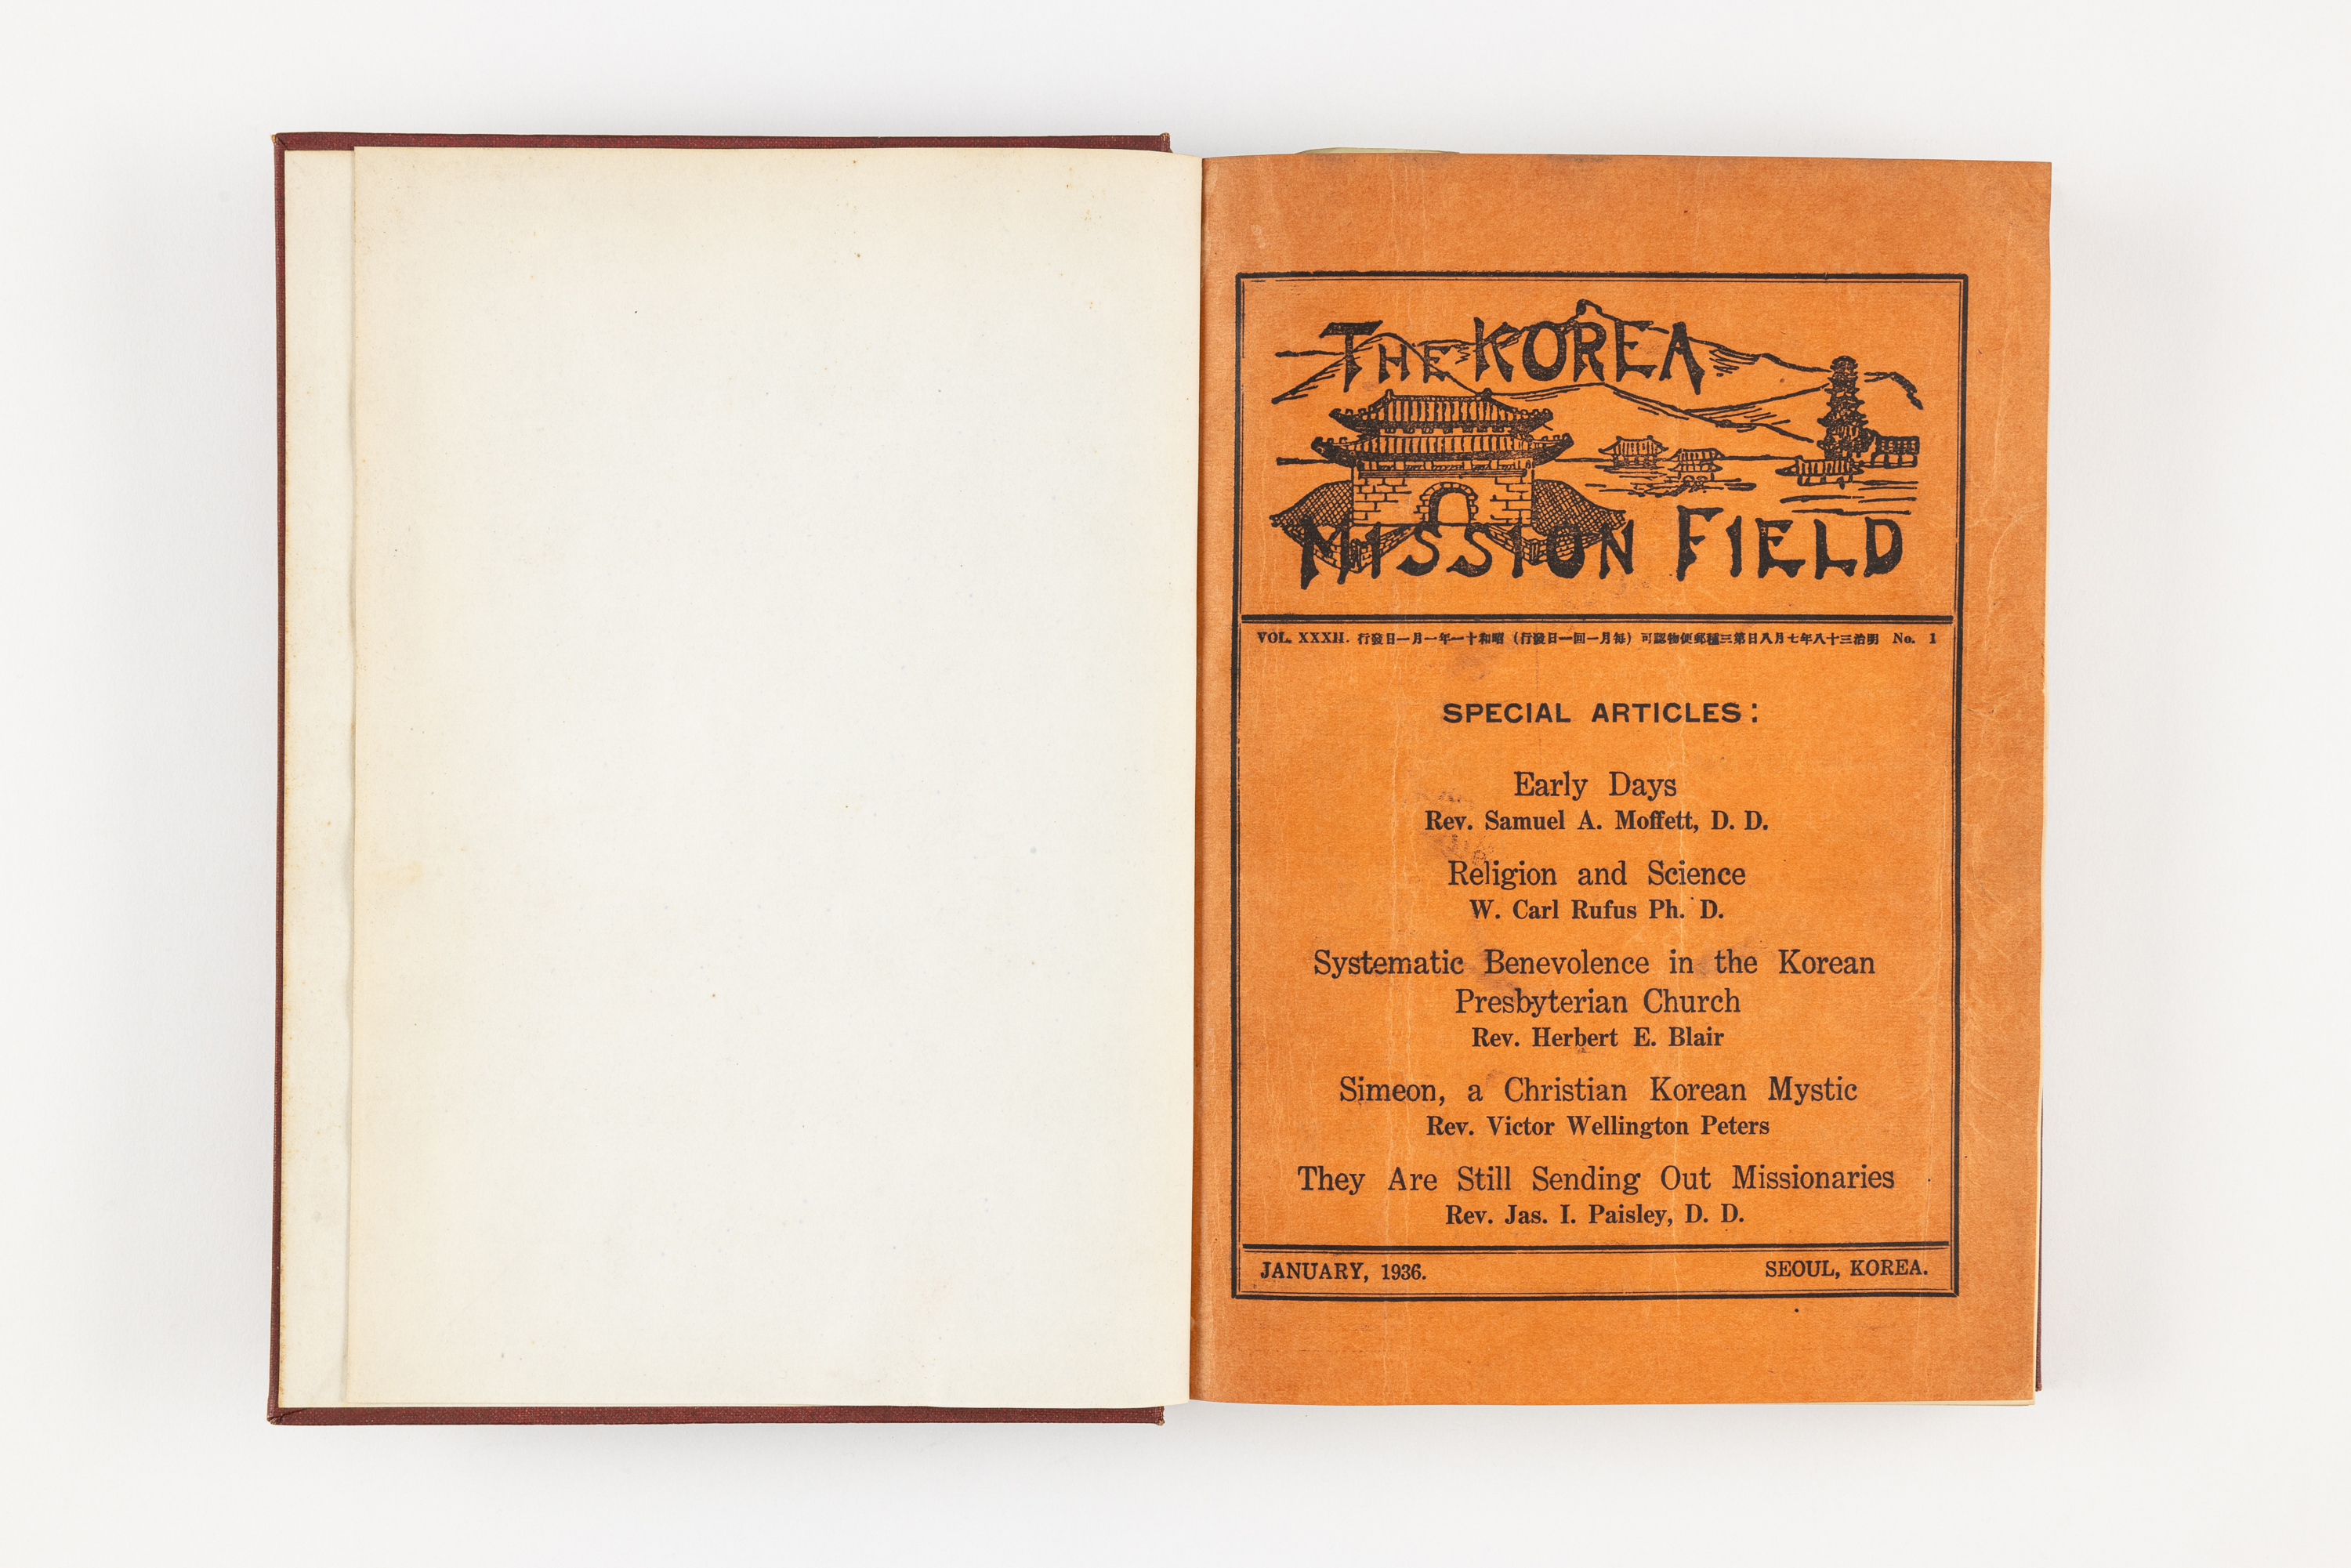 THE KOREA
MISSION FIELD
VOL. XXXII. 行發日一月一年一十和昭 (行發日一回一月毎) 可認物便郵種三第日八月七年八十三治明 No. 1
SPECIAL ARTICLES:
Early Days
Rev. Samuel A. Moffett, D. D.
Religion and Science
W. Carl Rufus Ph. D.
Systematic Benevolence in the Korean
Presbyterian Church
Rev. Herbert E. Blair
Simeon, a Christian Korean Mystic
Rev. Victor Wellington Peters
They Are Still Sending Out Missionaries
Rev. Jas. I. Paisley, D. D.
JANUARY, 1936. SEOUL, KOREA.